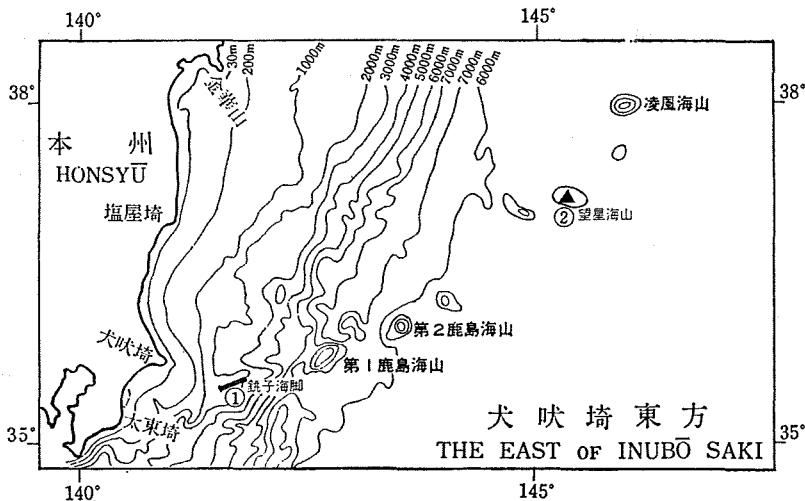 140°
145°
30m
200m
1000m
2000m
3000m
4000m
5000m
6000m
7000m
7000m
6000m
38°
38°
金華山
凌風海山
本州
HONSYŪ
塩屋埼
② 望星海山
第2鹿島海山
犬吠埼
第1鹿島海山
① 銚子海脚
太東埼
犬吠埼東方
35°
35°
THE EAST OF INUBŌ SAKI
140°
145°